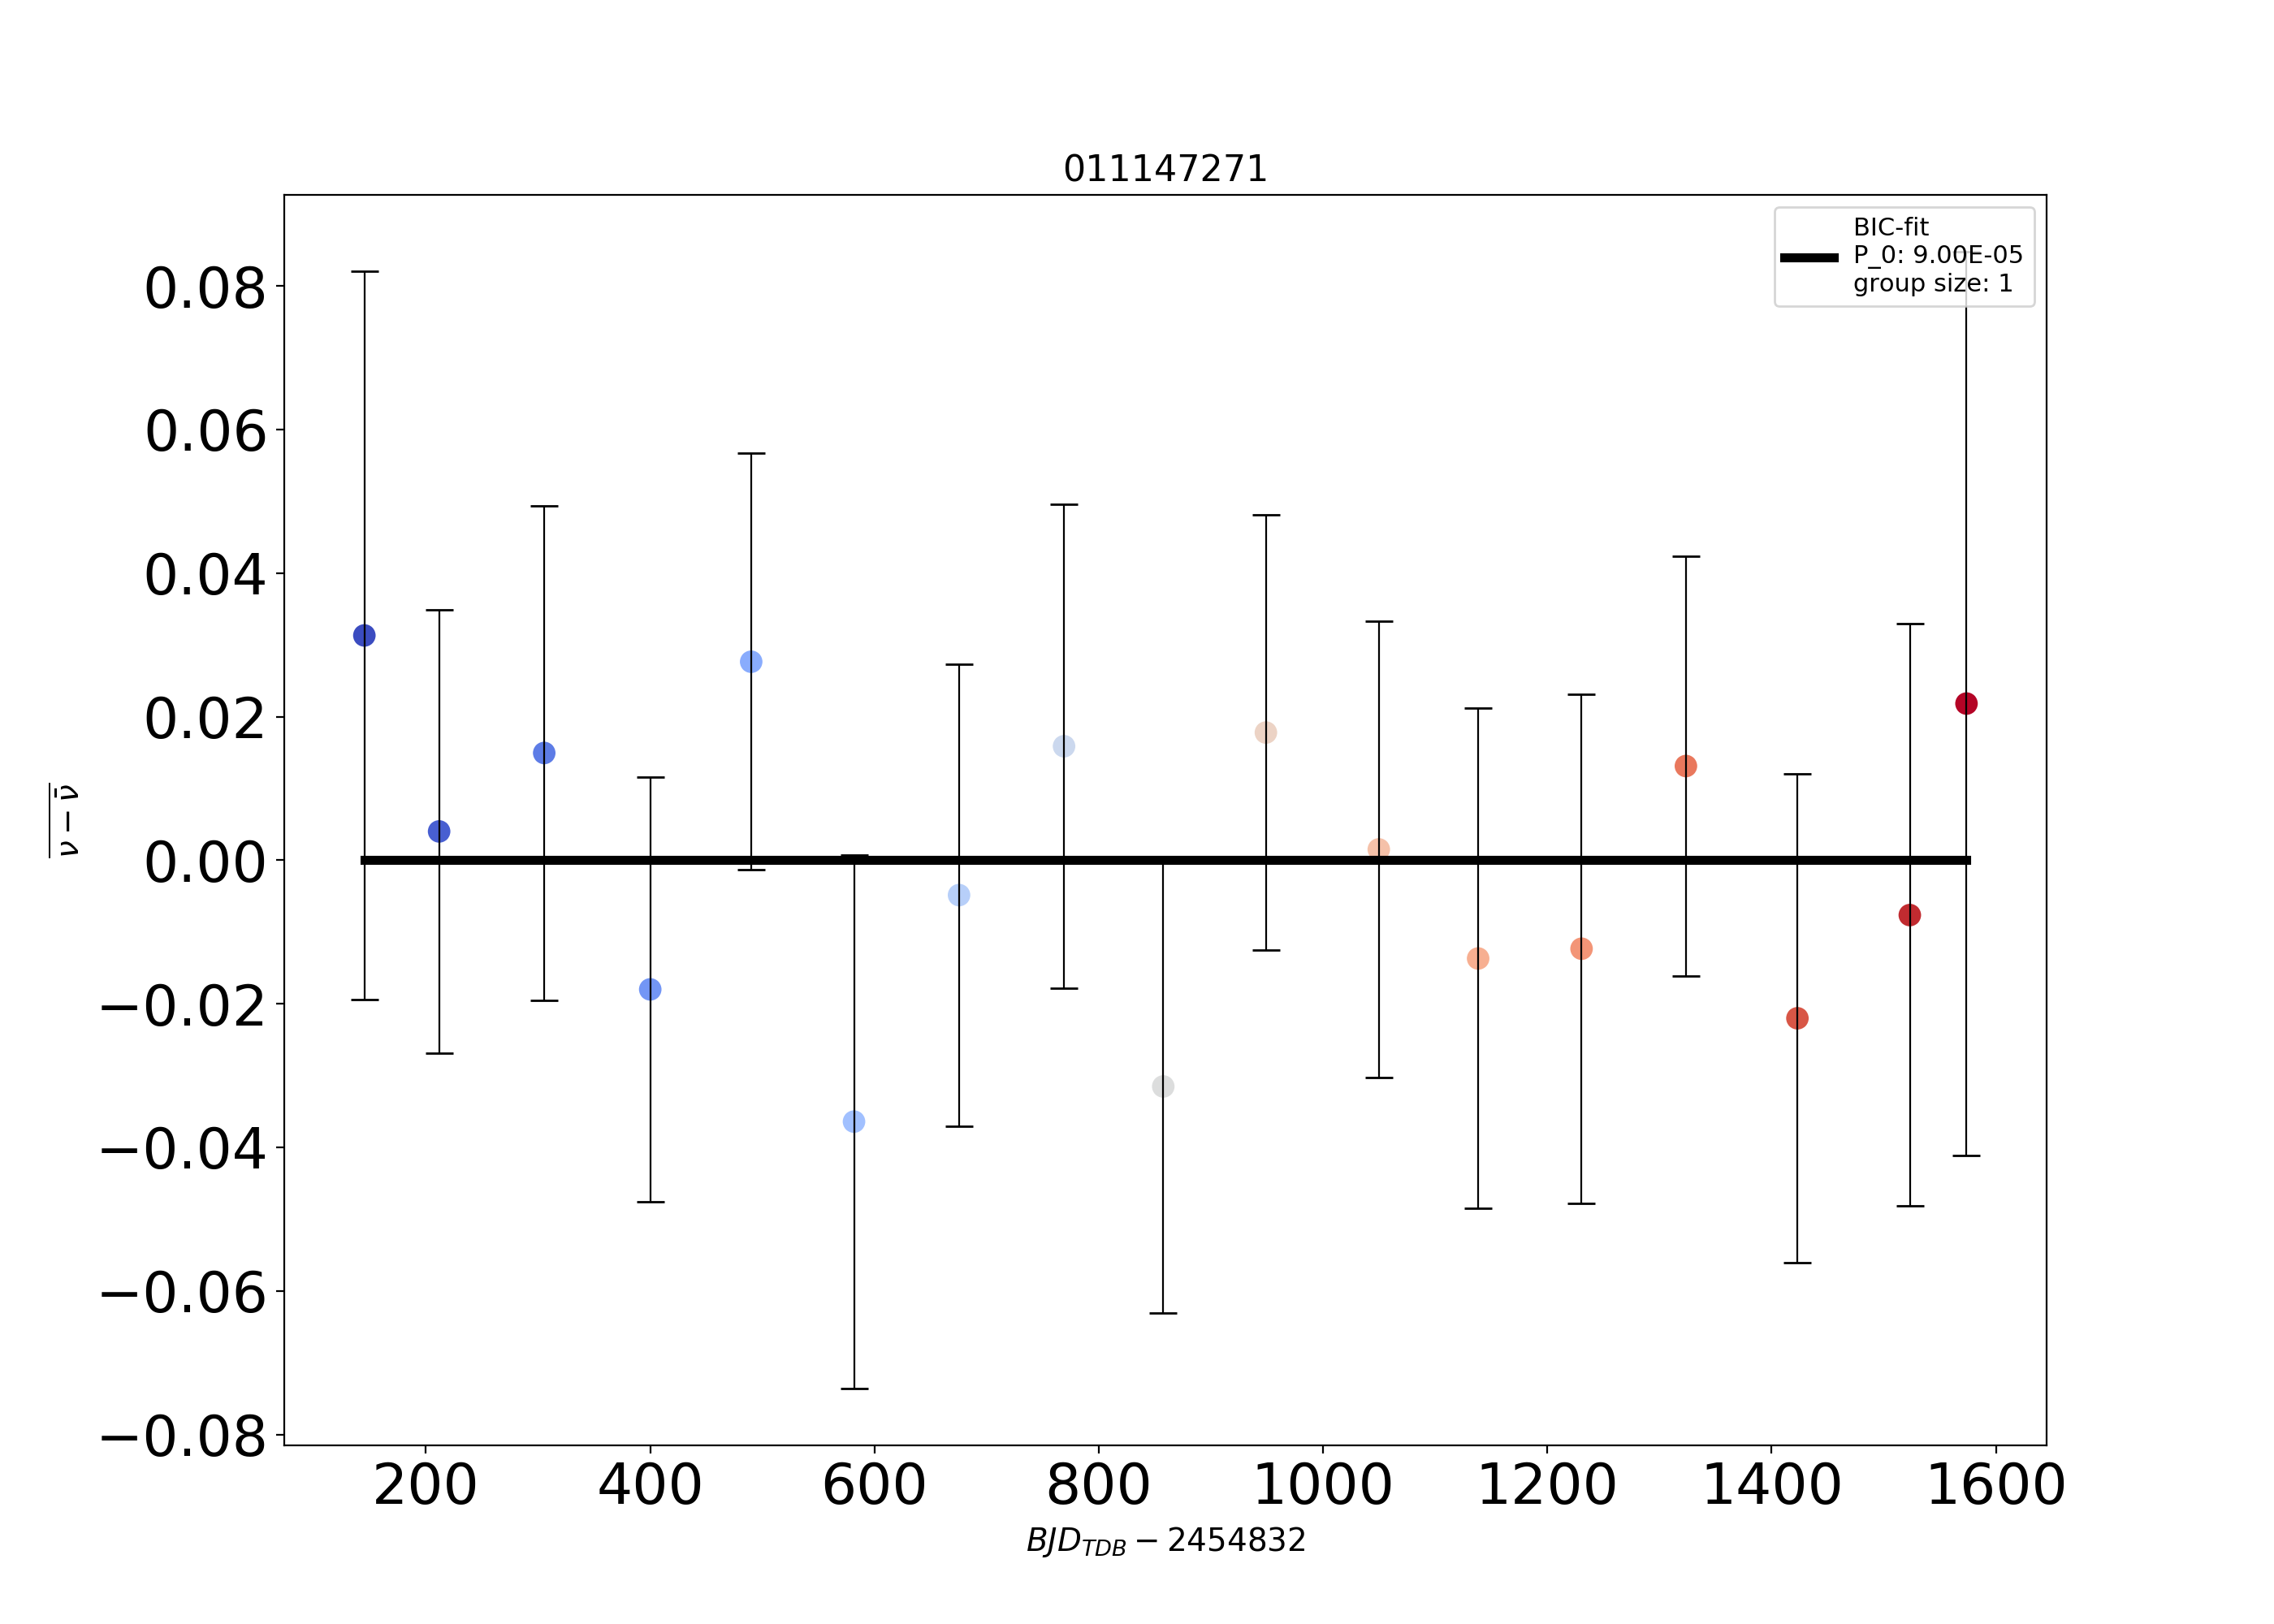 011147271
BIC-fit
P_0: 9.00E-05
group size: 1
0.08
0.06
0.04
0.02
0.00
−0.02
−0.04
−0.06
−0.08
ν − ν̄
200 400 600 800 1000 1200 1400 1600
BJD_TDB − 2454832